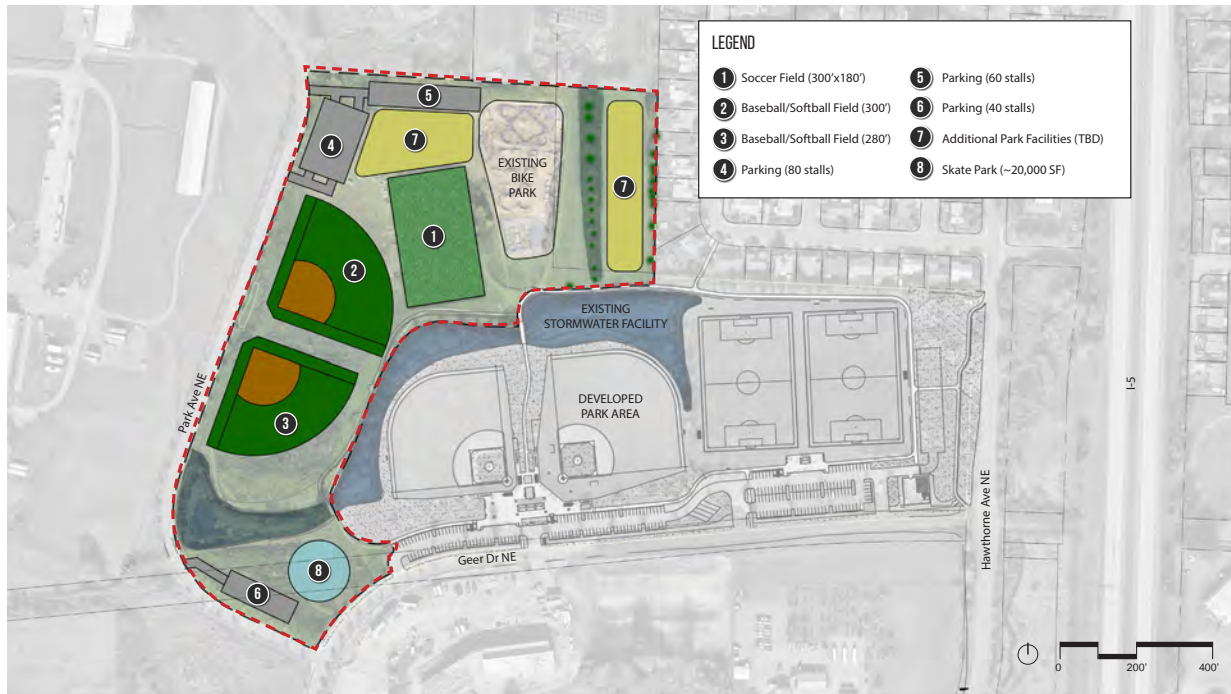 LEGEND
1 Soccer Field (300'x180')
2 Baseball/Softball Field (300')
3 Baseball/Softball Field (280')
4 Parking (80 stalls)
5 Parking (60 stalls)
6 Parking (40 stalls)
7 Additional Park Facilities (TBD)
8 Skate Park (~20,000 SF)
5
4
7
EXISTING
BIKE
PARK
7
1
2
EXISTING
STORMWATER FACILITY
Park Ave NE
I-5
DEVELOPED
PARK AREA
3
Geer Dr NE
Hawthorne Ave NE
8
6
0
200'
400'